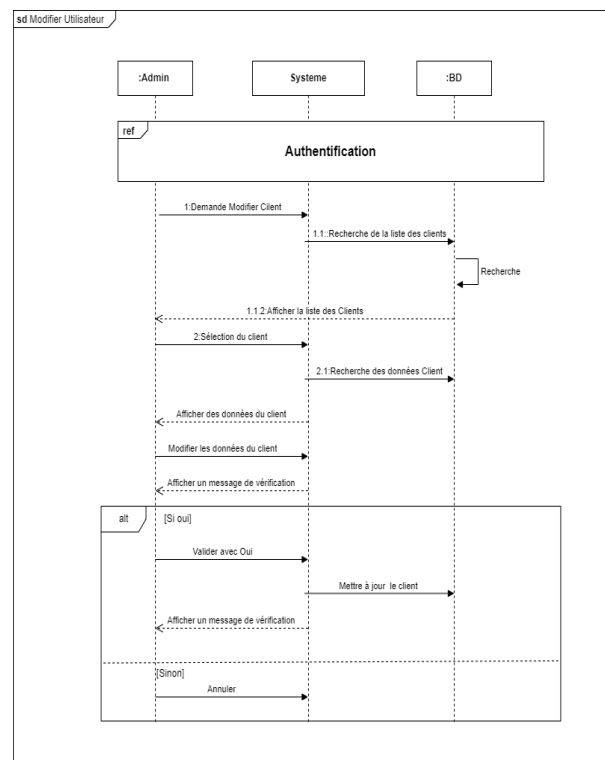 sd Modifier Utilisateur
:Admin
Systeme
:BD
ref
Authentification
1:Demande Modifier Cilent
1.1::Recherche de la liste des clients
Recherche
1.1.2:Afficher la liste des Clients
2:Sélection du client
2.1:Recherche des données Client
Afficher des données du client
Modifier les données du client
Afficher un message de vérification
alt
[Si oui]
Valider avec Oui
Mettre à jour le client
Afficher un message de vérification
[Sinon]
Annuler